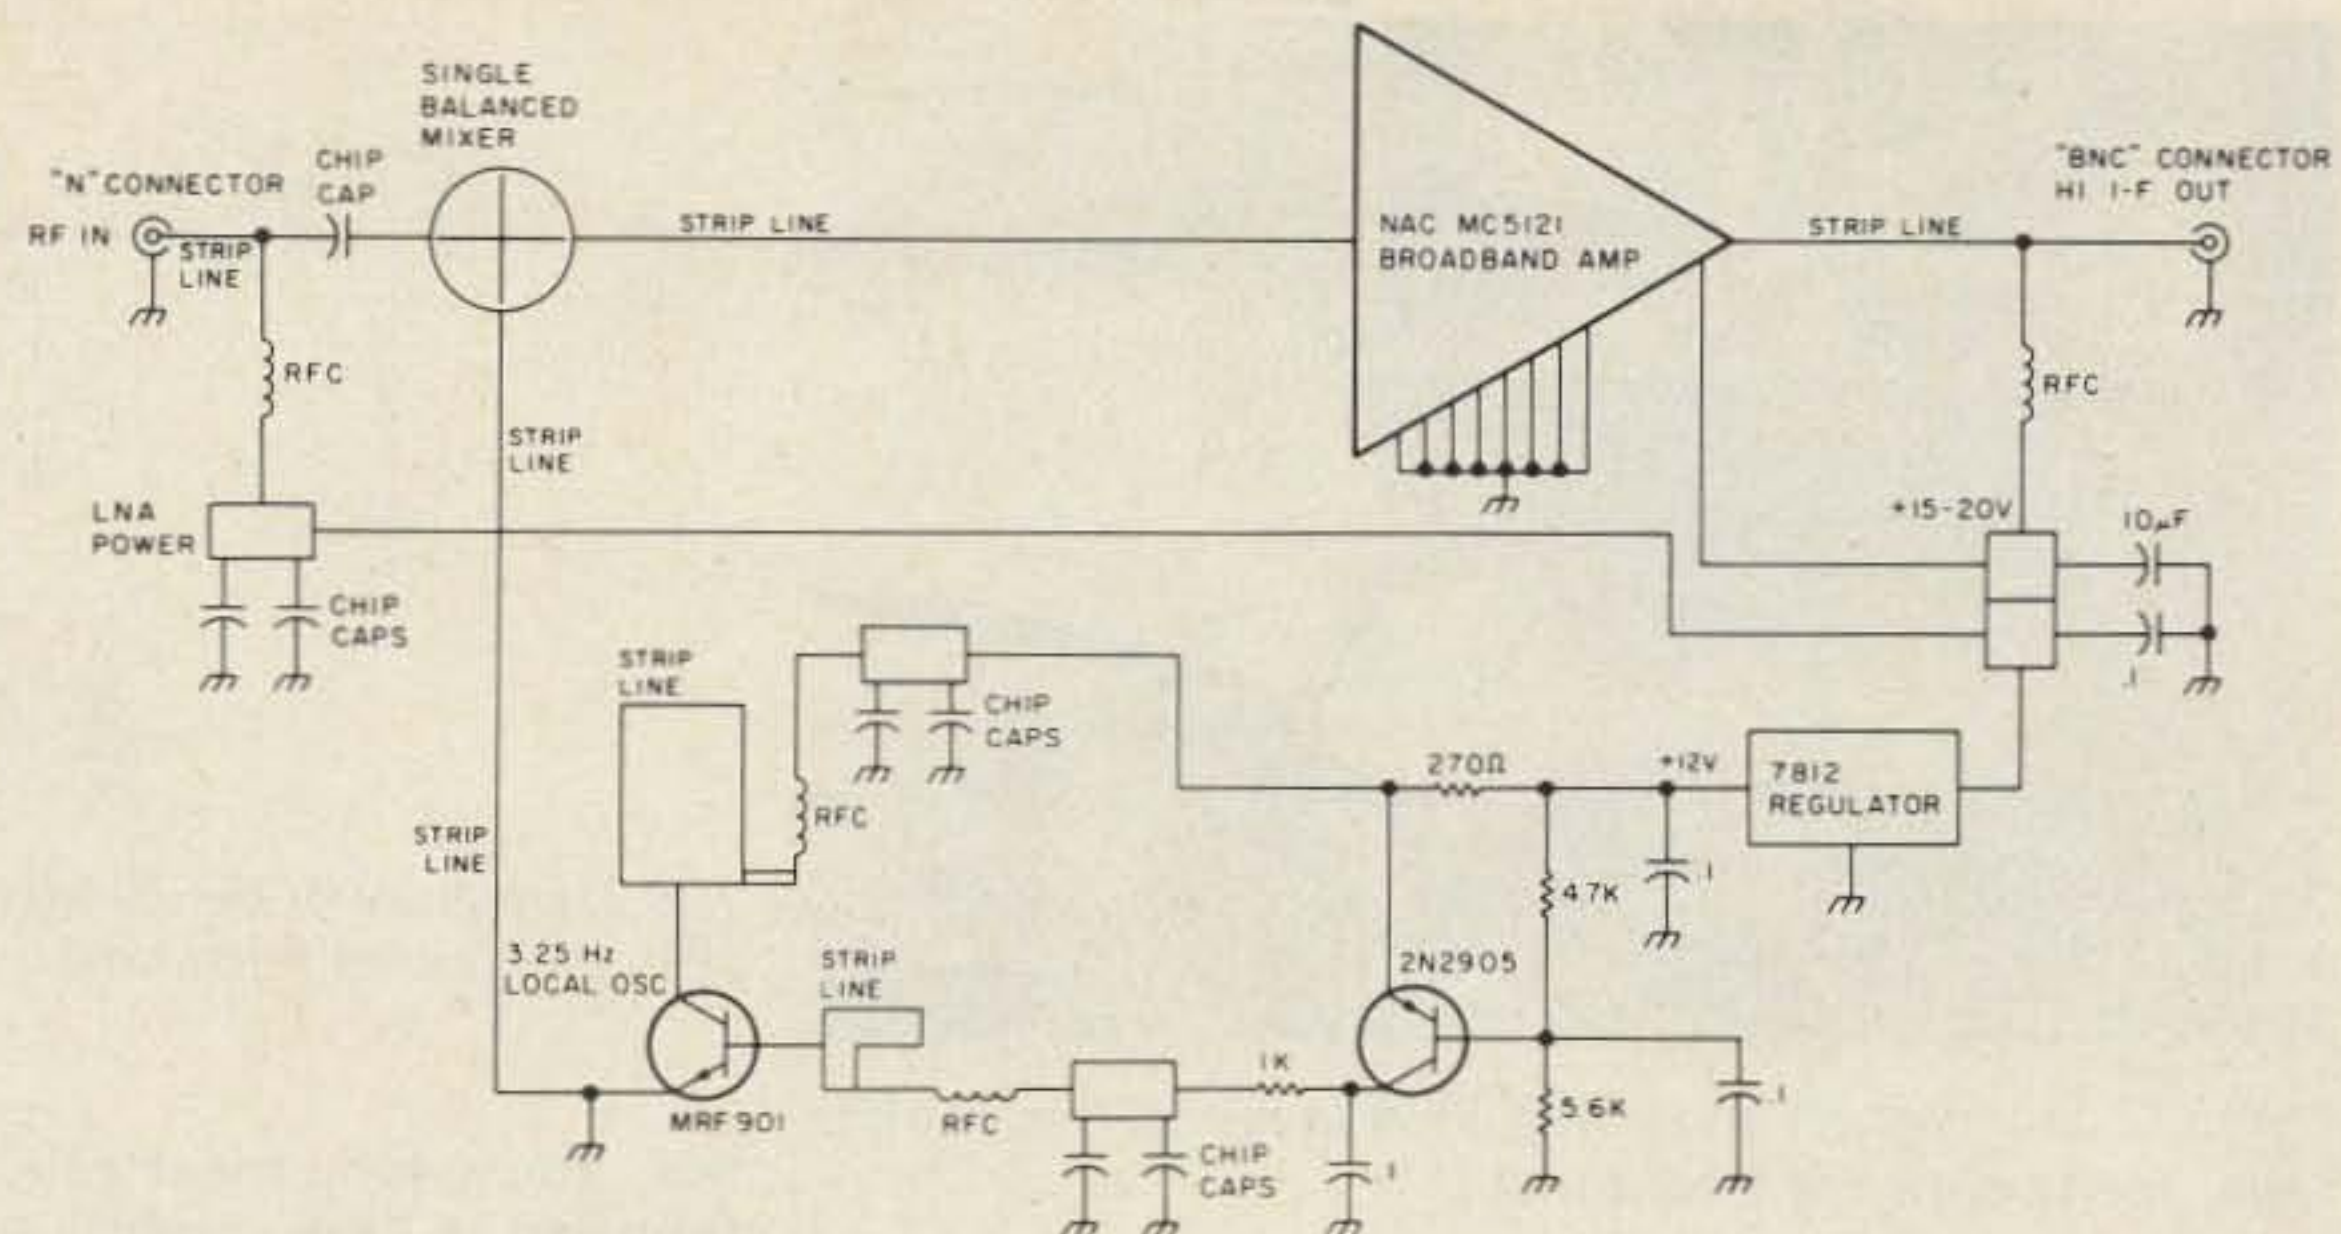 SINGLE
BALANCED
MIXER
"N" CONNECTOR
CHIP
CAP
RF IN
STRIP
LINE
STRIP LINE
NAC MC5121
BROADBAND AMP
STRIP LINE
"BNC" CONNECTOR
HI I-F OUT
RFC
RFC
STRIP
LINE
LNA
POWER
CHIP
CAPS
+15-20V
10µF
.1
STRIP
LINE
CHIP
CAPS
RFC
270Ω
+12V
7812
REGULATOR
STRIP
LINE
47K
.1
3.25 Hz
LOCAL OSC
STRIP
LINE
2N2905
MRF901
RFC
1K
5.6K
.1
CHIP
CAPS
.1